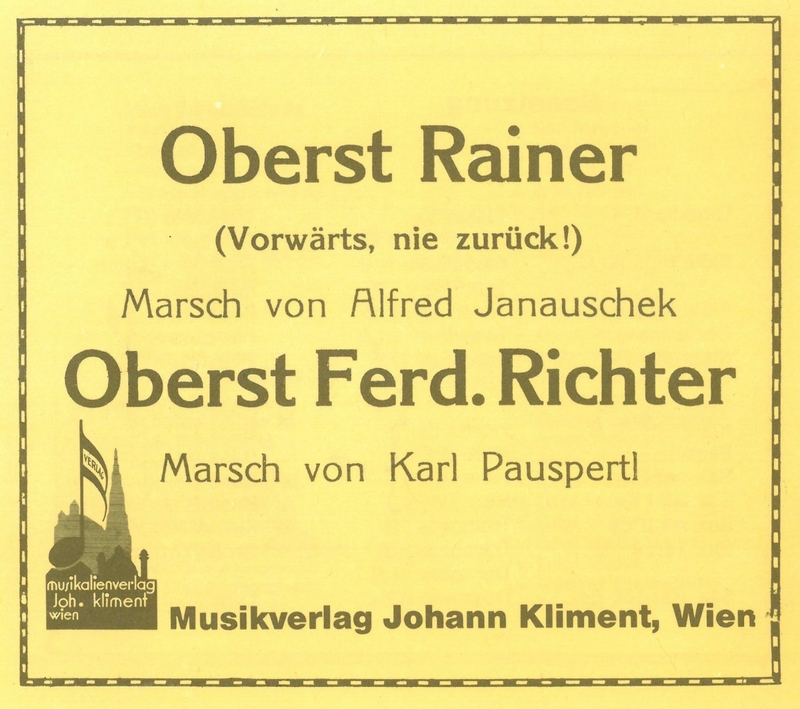 Oberst Rainer
(Vorwärts, nie zurück!)
Marsch von Alfred Janauschek
Oberst Ferd. Richter
Marsch von Karl Pauspertl
VERLAG
musikalienverlag
Joh. kliment
wien
Musikverlag Johann Kliment, Wien